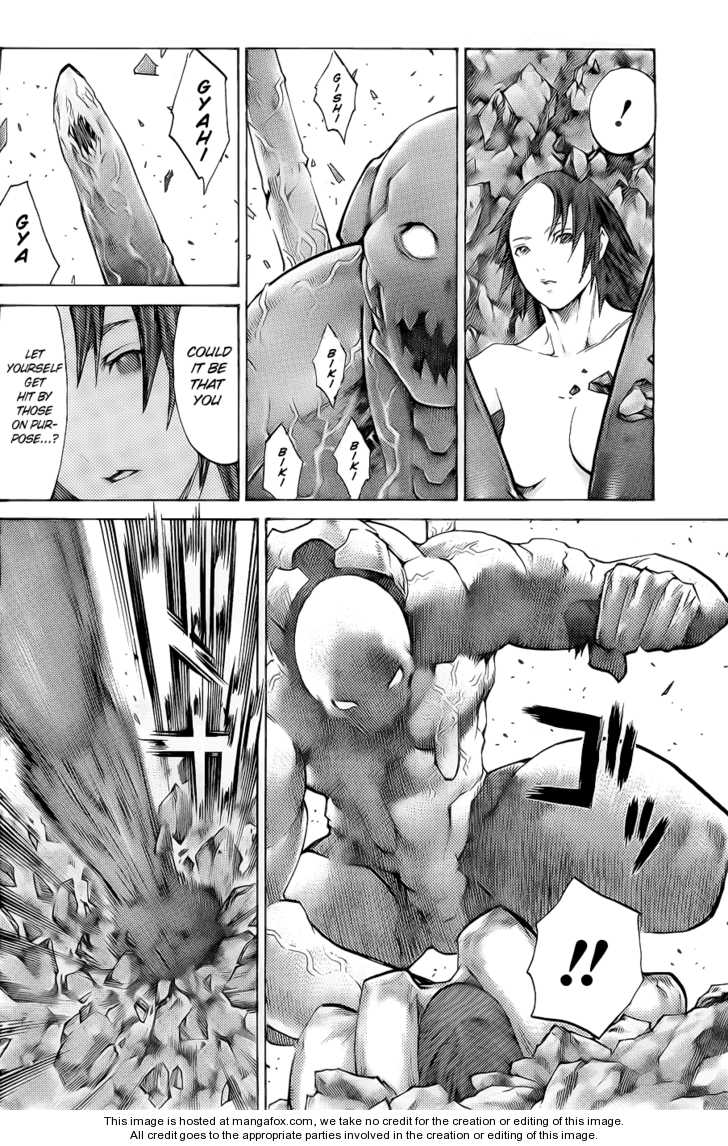 !
GISHI
BIKI
BIKI
BIKI
GYAHI
GYA
COULD
IT BE
THAT
YOU
LET
YOURSELF
GET
HIT BY
THOSE
ON PUR-
POSE...?
ゴ
!!
This image is hosted at mangafox.com, we take no credit for the creation or editing of this image.
All credit goes to the appropriate parties involved in the creation or editing of this image.